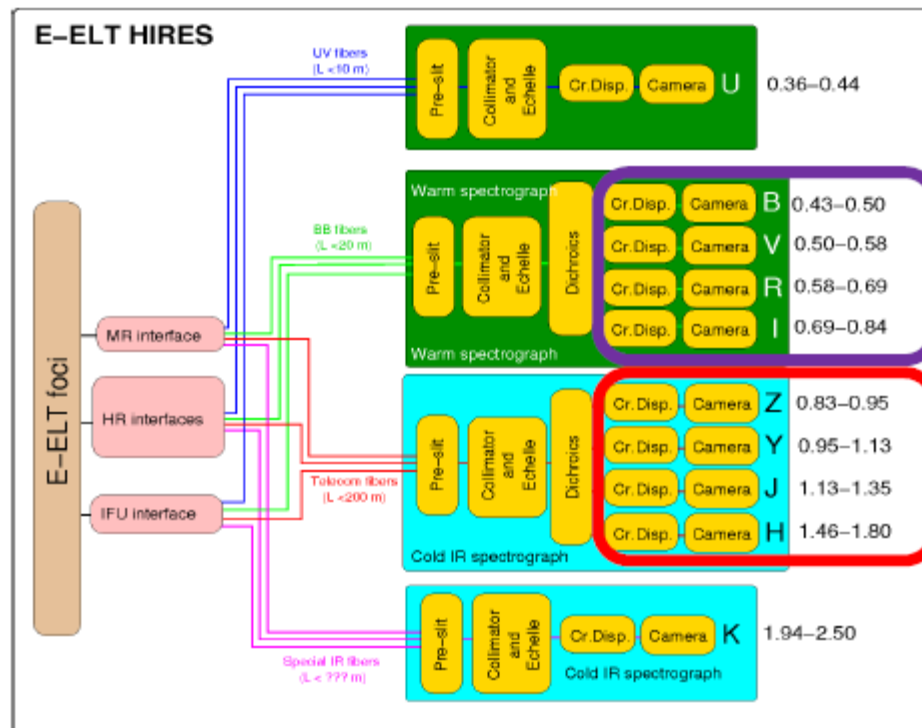 E-ELT HIRES
UV fibers
(L <10 m)
Pre-slit
Collimator
and
Echelle
Cr.Disp.
Camera
U
0.36-0.44
E-ELT foci
MR interface
HR interfaces
IFU interface
BB fibers
(L <20 m)
Warm spectrograph
Pre-slit
Collimator
and
Echelle
Dichroics
Cr.Disp. Camera B 0.43-0.50
Cr.Disp. Camera V 0.50-0.58
Cr.Disp. Camera R 0.58-0.69
Cr.Disp. Camera I 0.69-0.84
Warm spectrograph
Telecom fibers
(L <200 m)
Pre-slit
Collimator
and
Echelle
Dichroics
Cr.Disp. Camera Z 0.83-0.95
Cr.Disp. Camera Y 0.95-1.13
Cr.Disp. Camera J 1.13-1.35
Cr.Disp. Camera H 1.46-1.80
Cold IR spectrograph
Special IR fibers
(L < ??? m)
Pre-slit
Collimator
and
Echelle
Cr.Disp.
Camera
K
1.94-2.50
Cold IR spectrograph